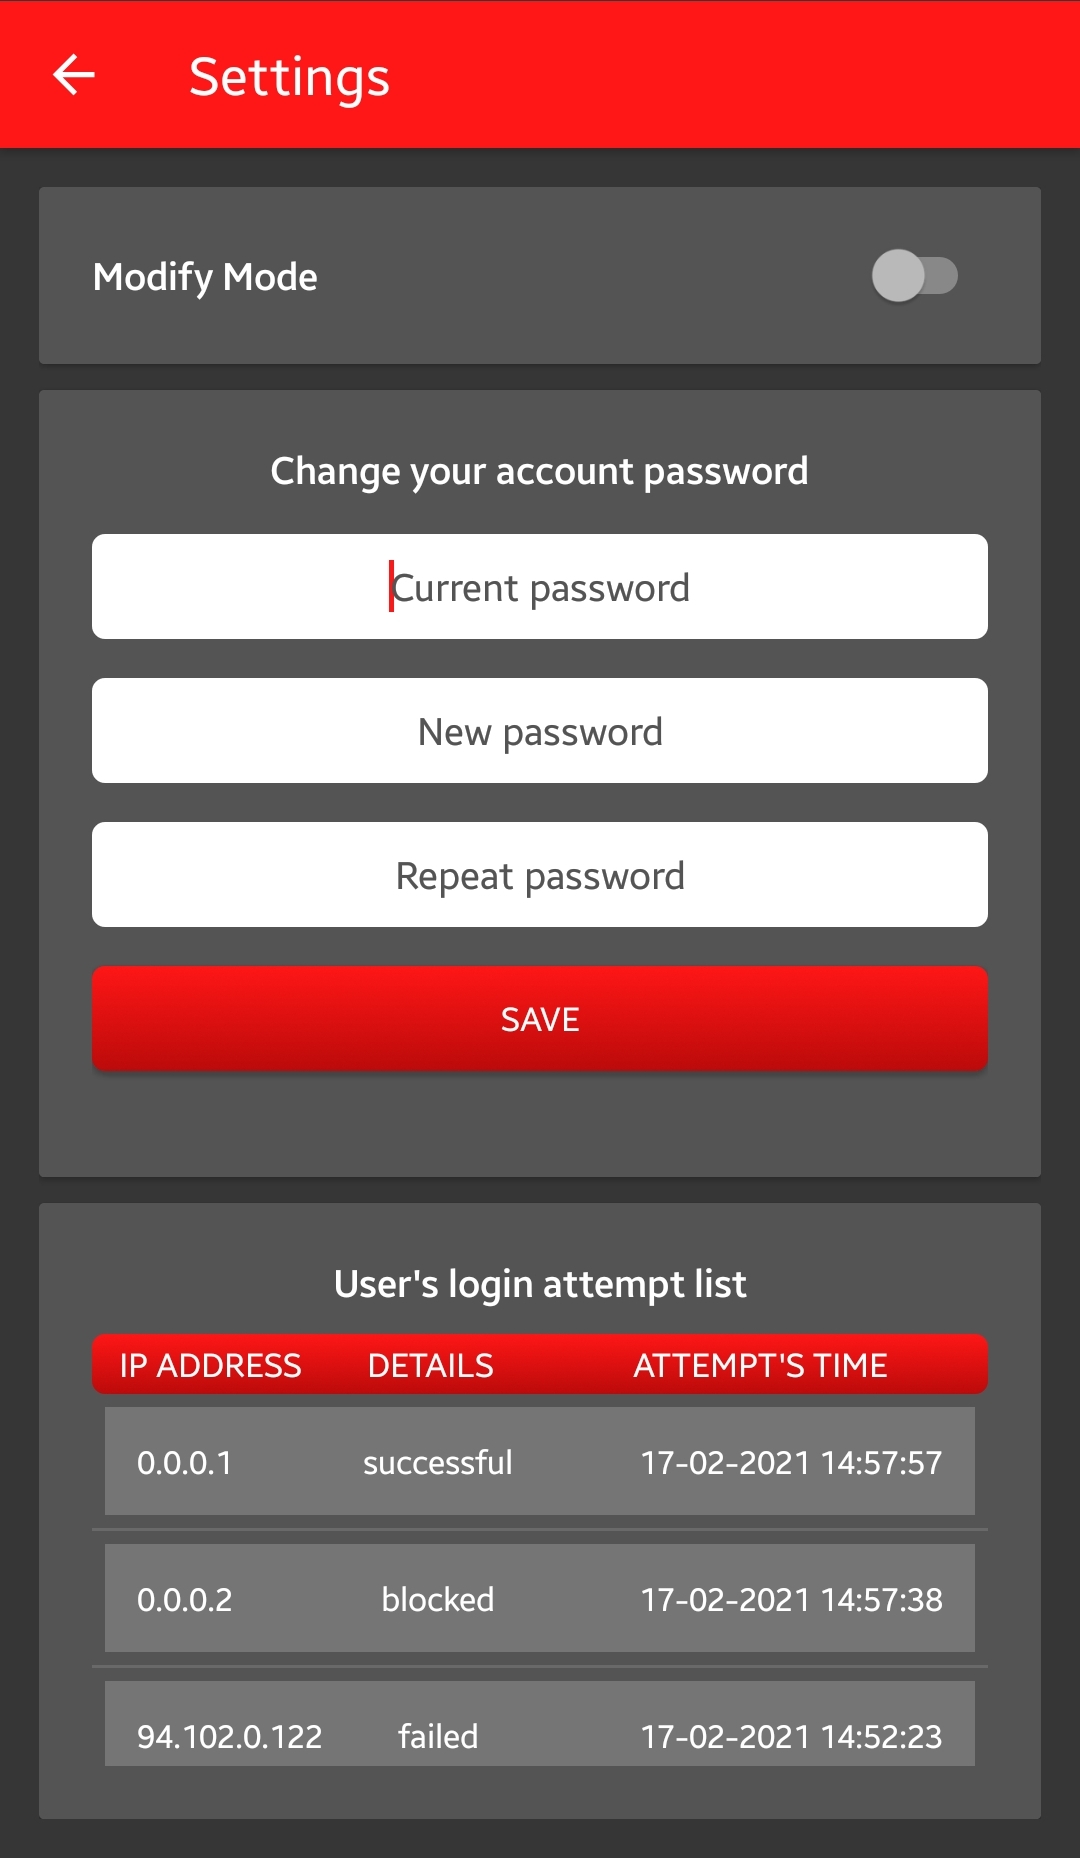 Settings
Modify Mode
Change your account password
Current password
New password
Repeat password
SAVE
User's login attempt list
IP ADDRESS DETAILS ATTEMPT'S TIME
0.0.0.1 successful 17-02-2021 14:57:57
0.0.0.2 blocked 17-02-2021 14:57:38
94.102.0.122 failed 17-02-2021 14:52:23